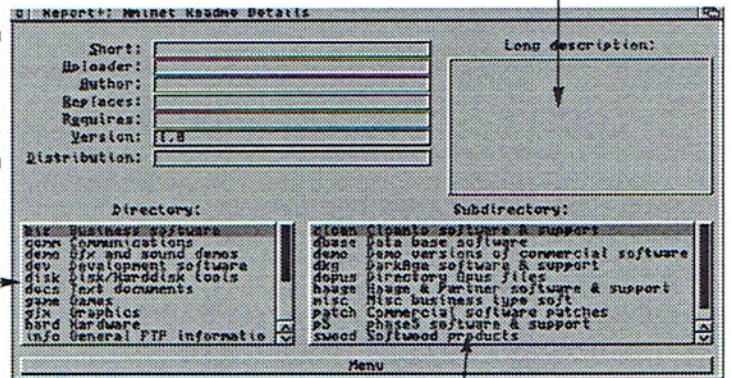 Report+: Aminet Readme Details
Short:
Uploader:
Author:
Replaces:
Requires:
Version: 1.0
Distribution:
Long description:
Directory:
biz Business software
comm Communications
demo Gfx and sound demos
dev Development software
disk Disk/Harddisk tools
docs Text documents
game Games
gfx Graphics
hard Hardware
info General FTP informatio
Subdirectory:
cloan Cloanto software & support
dbase Data base software
demo Demo versions of commercial software
dkg DarkAge software & support
dopus Directory Opus files
haage Haage & Partner software & support
misc Misc business type soft
patch Commercial software patches
p5 phase5 software & support
swood Softwood products
Menu